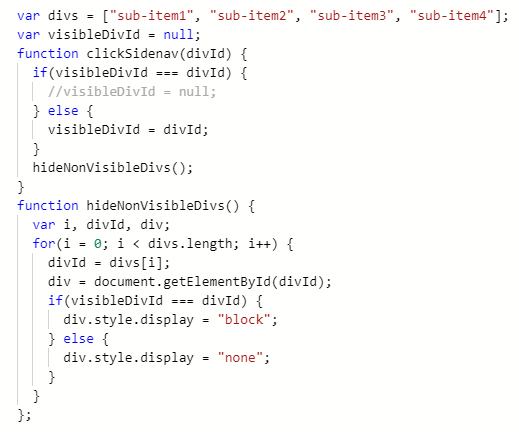 var divs = ["sub-item1", "sub-item2", "sub-item3", "sub-item4"];
var visibleDivId = null;
function clickSidenav(divId) {
  if(visibleDivId === divId) {
    //visibleDivId = null;
  } else {
    visibleDivId = divId;
  }
  hideNonVisibleDivs();
}
function hideNonVisibleDivs() {
  var i, divId, div;
  for(i = 0; i < divs.length; i++) {
    divId = divs[i];
    div = document.getElementById(divId);
    if(visibleDivId === divId) {
      div.style.display = "block";
    } else {
      div.style.display = "none";
    }
  }
};